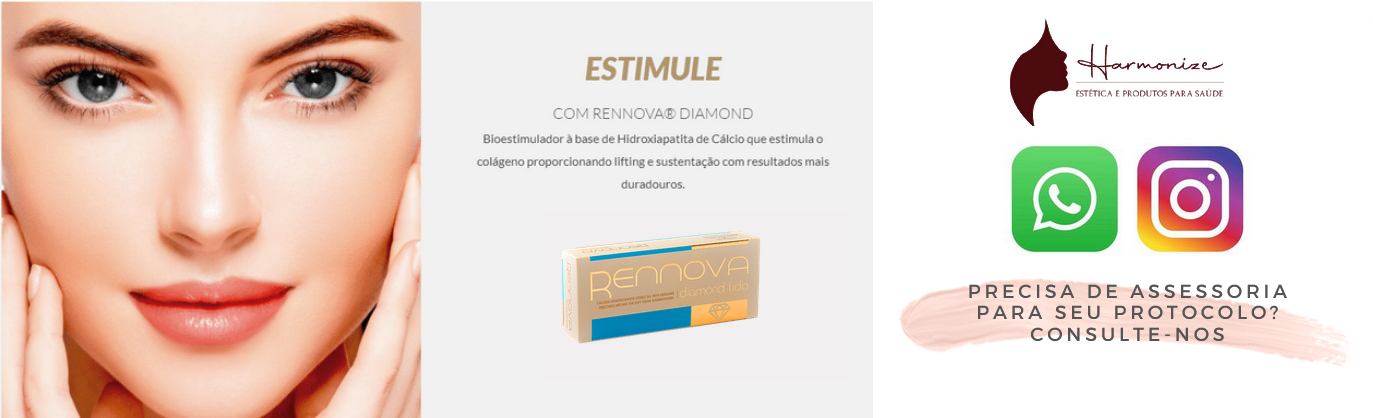 ESTIMULE
COM RENNOVA® DIAMOND
Bioestimulador à base de Hidroxiapatita de Cálcio que estimula o
colágeno proporcionando lifting e sustentação com resultados mais
duradouros.
RENNOVA
diamond lido
Harmonize
ESTÉTICA E PRODUTOS PARA SAÚDE
PRECISA DE ASSESSORIA
PARA SEU PROTOCOLO?
CONSULTE-NOS